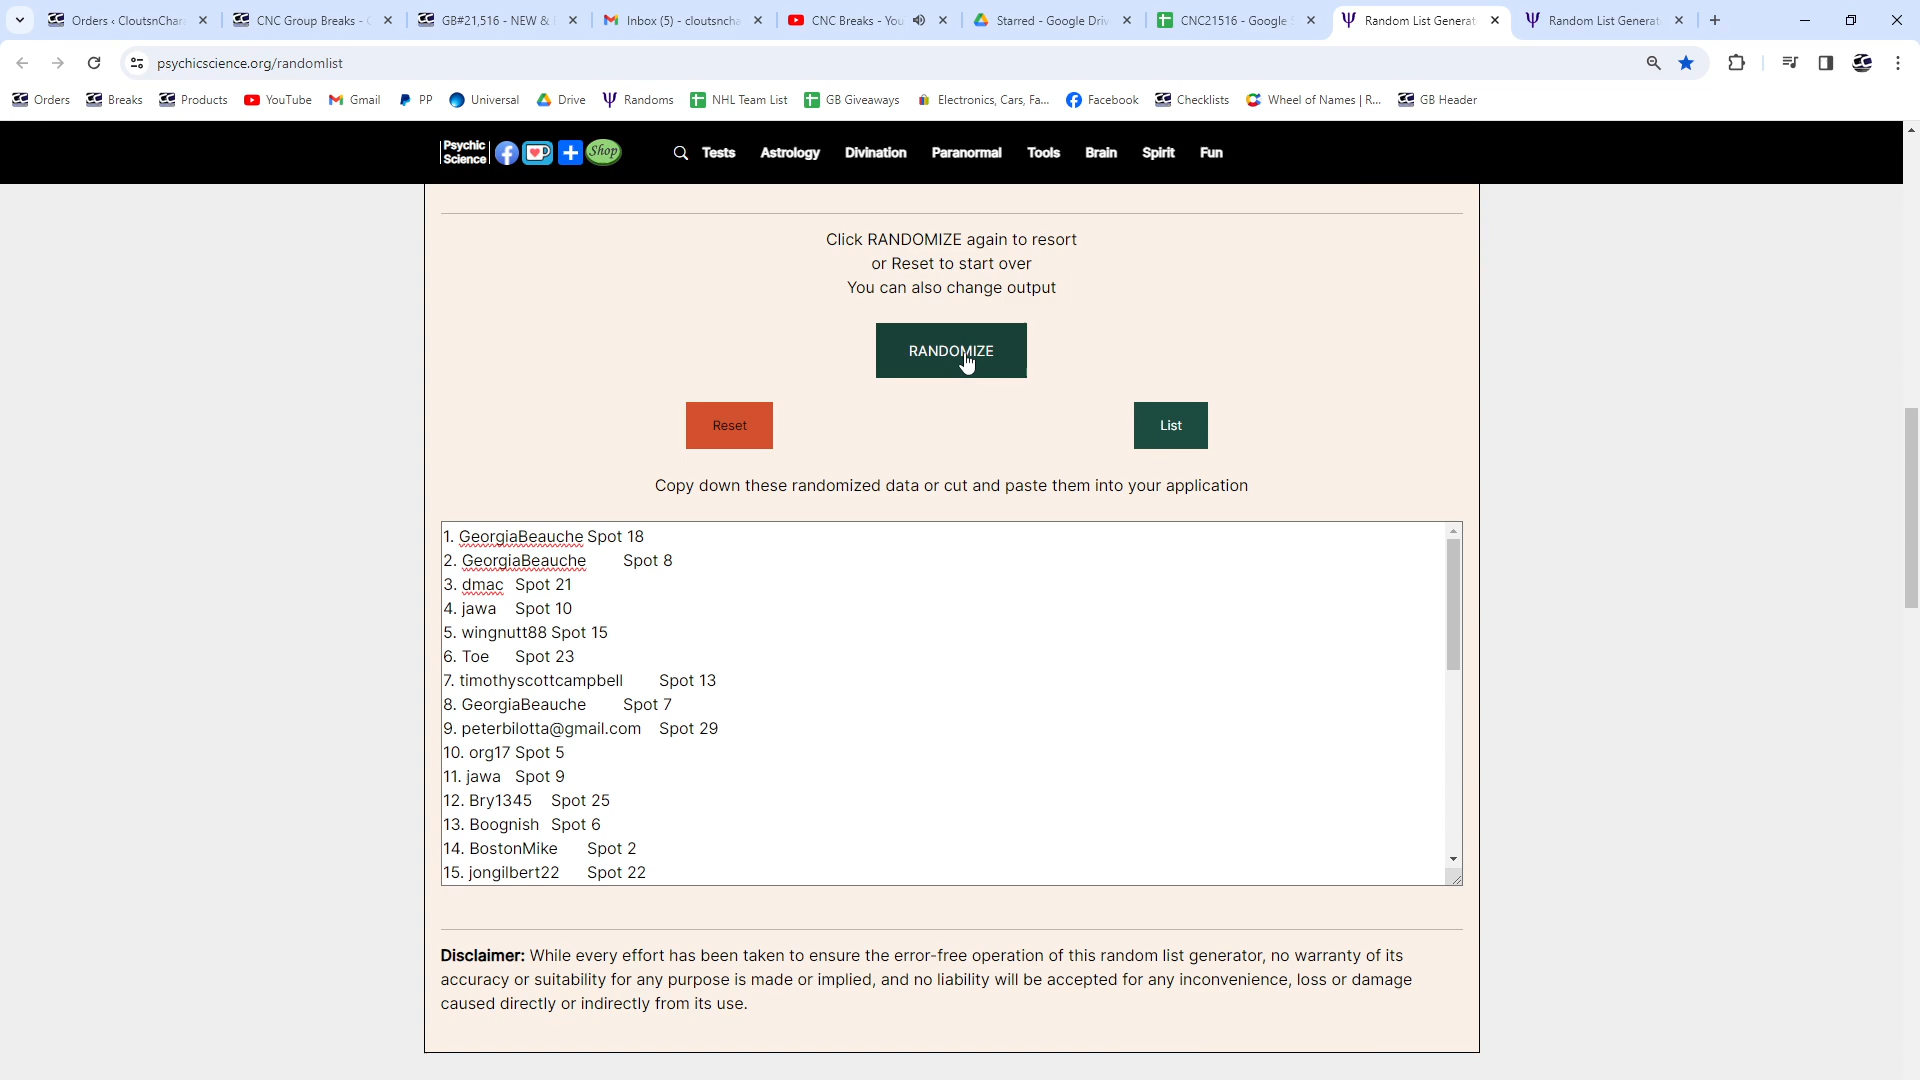 Orders ‹ CloutsnChar
CNC Group Breaks - C
GB#21,516 - NEW &
Inbox (5) - cloutsncha
CNC Breaks - You
Starred - Google Driv
CNC21516 - Google S
Random List Generat
Random List Generat
psychicscience.org/randomlist
Orders Breaks Products YouTube Gmail PP Universal Drive Randoms NHL Team List GB Giveaways Electronics, Cars, Fa... Facebook Checklists Wheel of Names | R... GB Header
Psychic
Science
Shop
Tests Astrology Divination Paranormal Tools Brain Spirit Fun
Click RANDOMIZE again to resort
or Reset to start over
You can also change output
RANDOMIZE
Reset
List
Copy down these randomized data or cut and paste them into your application
1. GeorgiaBeauche Spot 18
2. GeorgiaBeauche Spot 8
3. dmac Spot 21
4. jawa Spot 10
5. wingnutt88 Spot 15
6. Toe Spot 23
7. timothyscottcampbell Spot 13
8. GeorgiaBeauche Spot 7
9. peterbilotta@gmail.com Spot 29
10. org17 Spot 5
11. jawa Spot 9
12. Bry1345 Spot 25
13. Boognish Spot 6
14. BostonMike Spot 2
15. jongilbert22 Spot 22
Disclaimer: While every effort has been taken to ensure the error-free operation of this random list generator, no warranty of its
accuracy or suitability for any purpose is made or implied, and no liability will be accepted for any inconvenience, loss or damage
caused directly or indirectly from its use.